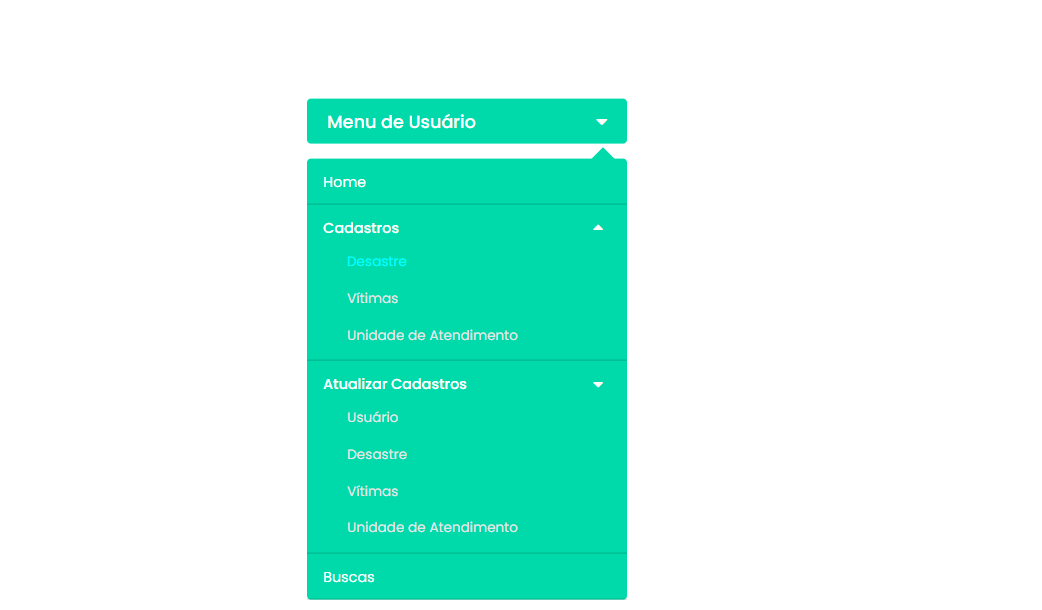 Menu de Usuário
Home
Cadastros
Desastre
Vítimas
Unidade de Atendimento
Atualizar Cadastros
Usuário
Desastre
Vítimas
Unidade de Atendimento
Buscas